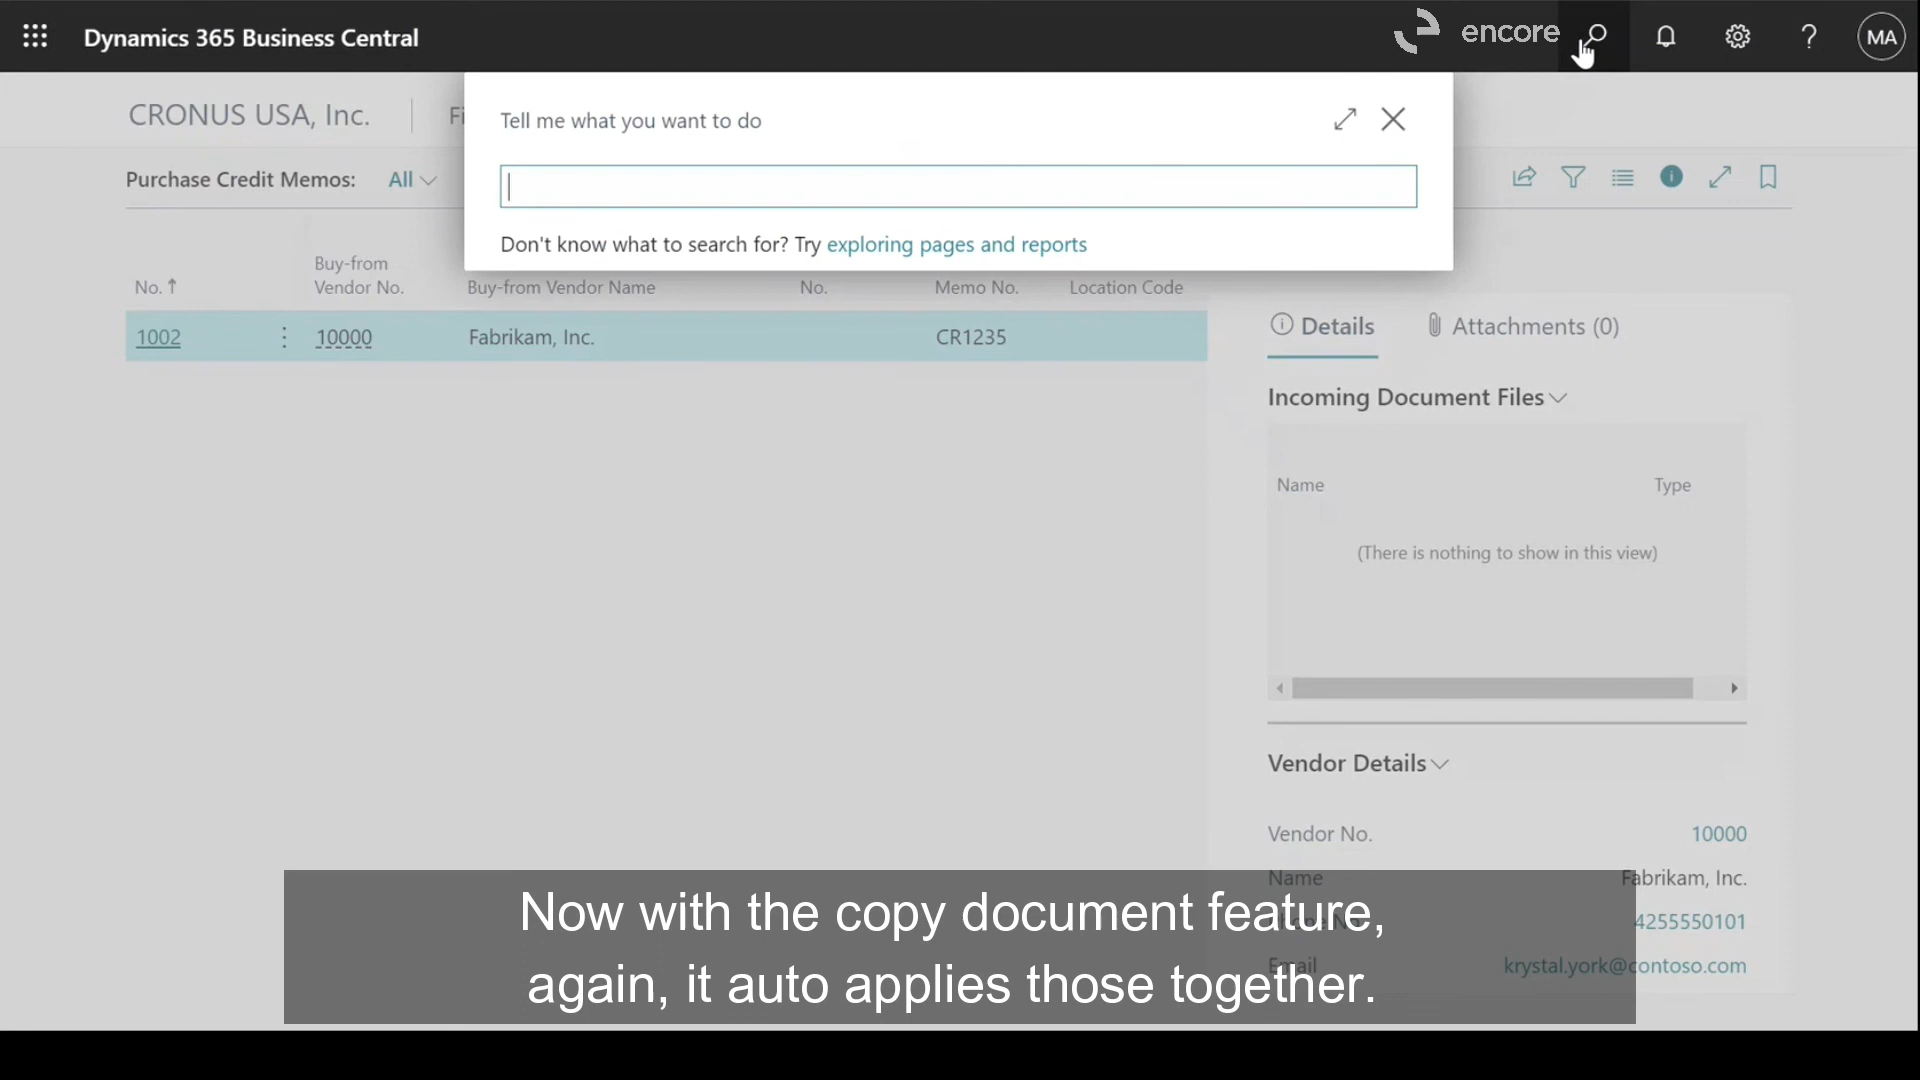 Dynamics 365 Business Central
encore
MA
CRONUS USA, Inc.
Fi
Tell me what you want to do
Don't know what to search for? Try exploring pages and reports
Purchase Credit Memos: All
No.
Buy-from
Vendor No.
Buy-from Vendor Name
No.
Memo No.
Location Code
1002
10000
Fabrikam, Inc.
CR1235
Details
Attachments (0)
Incoming Document Files
Name
Type
(There is nothing to show in this view)
Vendor Details
Vendor No.
10000
Name
Fabrikam, Inc.
4255550101
Email
krystal.york@contoso.com
Now with the copy document feature,
again, it auto applies those together.